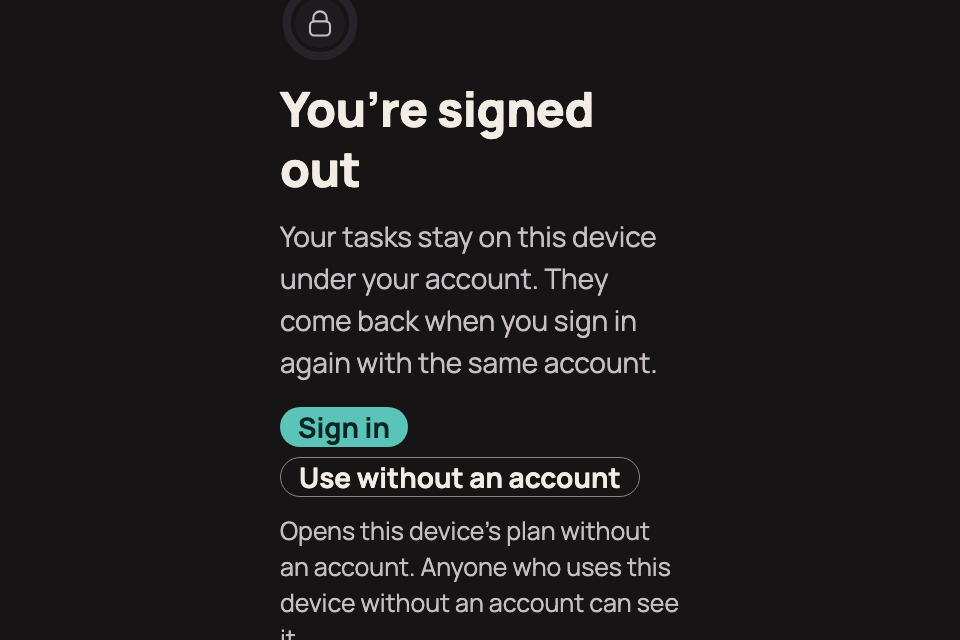 You’re signed
out
Your tasks stay on this device
under your account. They
come back when you sign in
again with the same account.
Sign in
Use without an account
Opens this device’s plan without
an account. Anyone who uses this
device without an account can see
it.